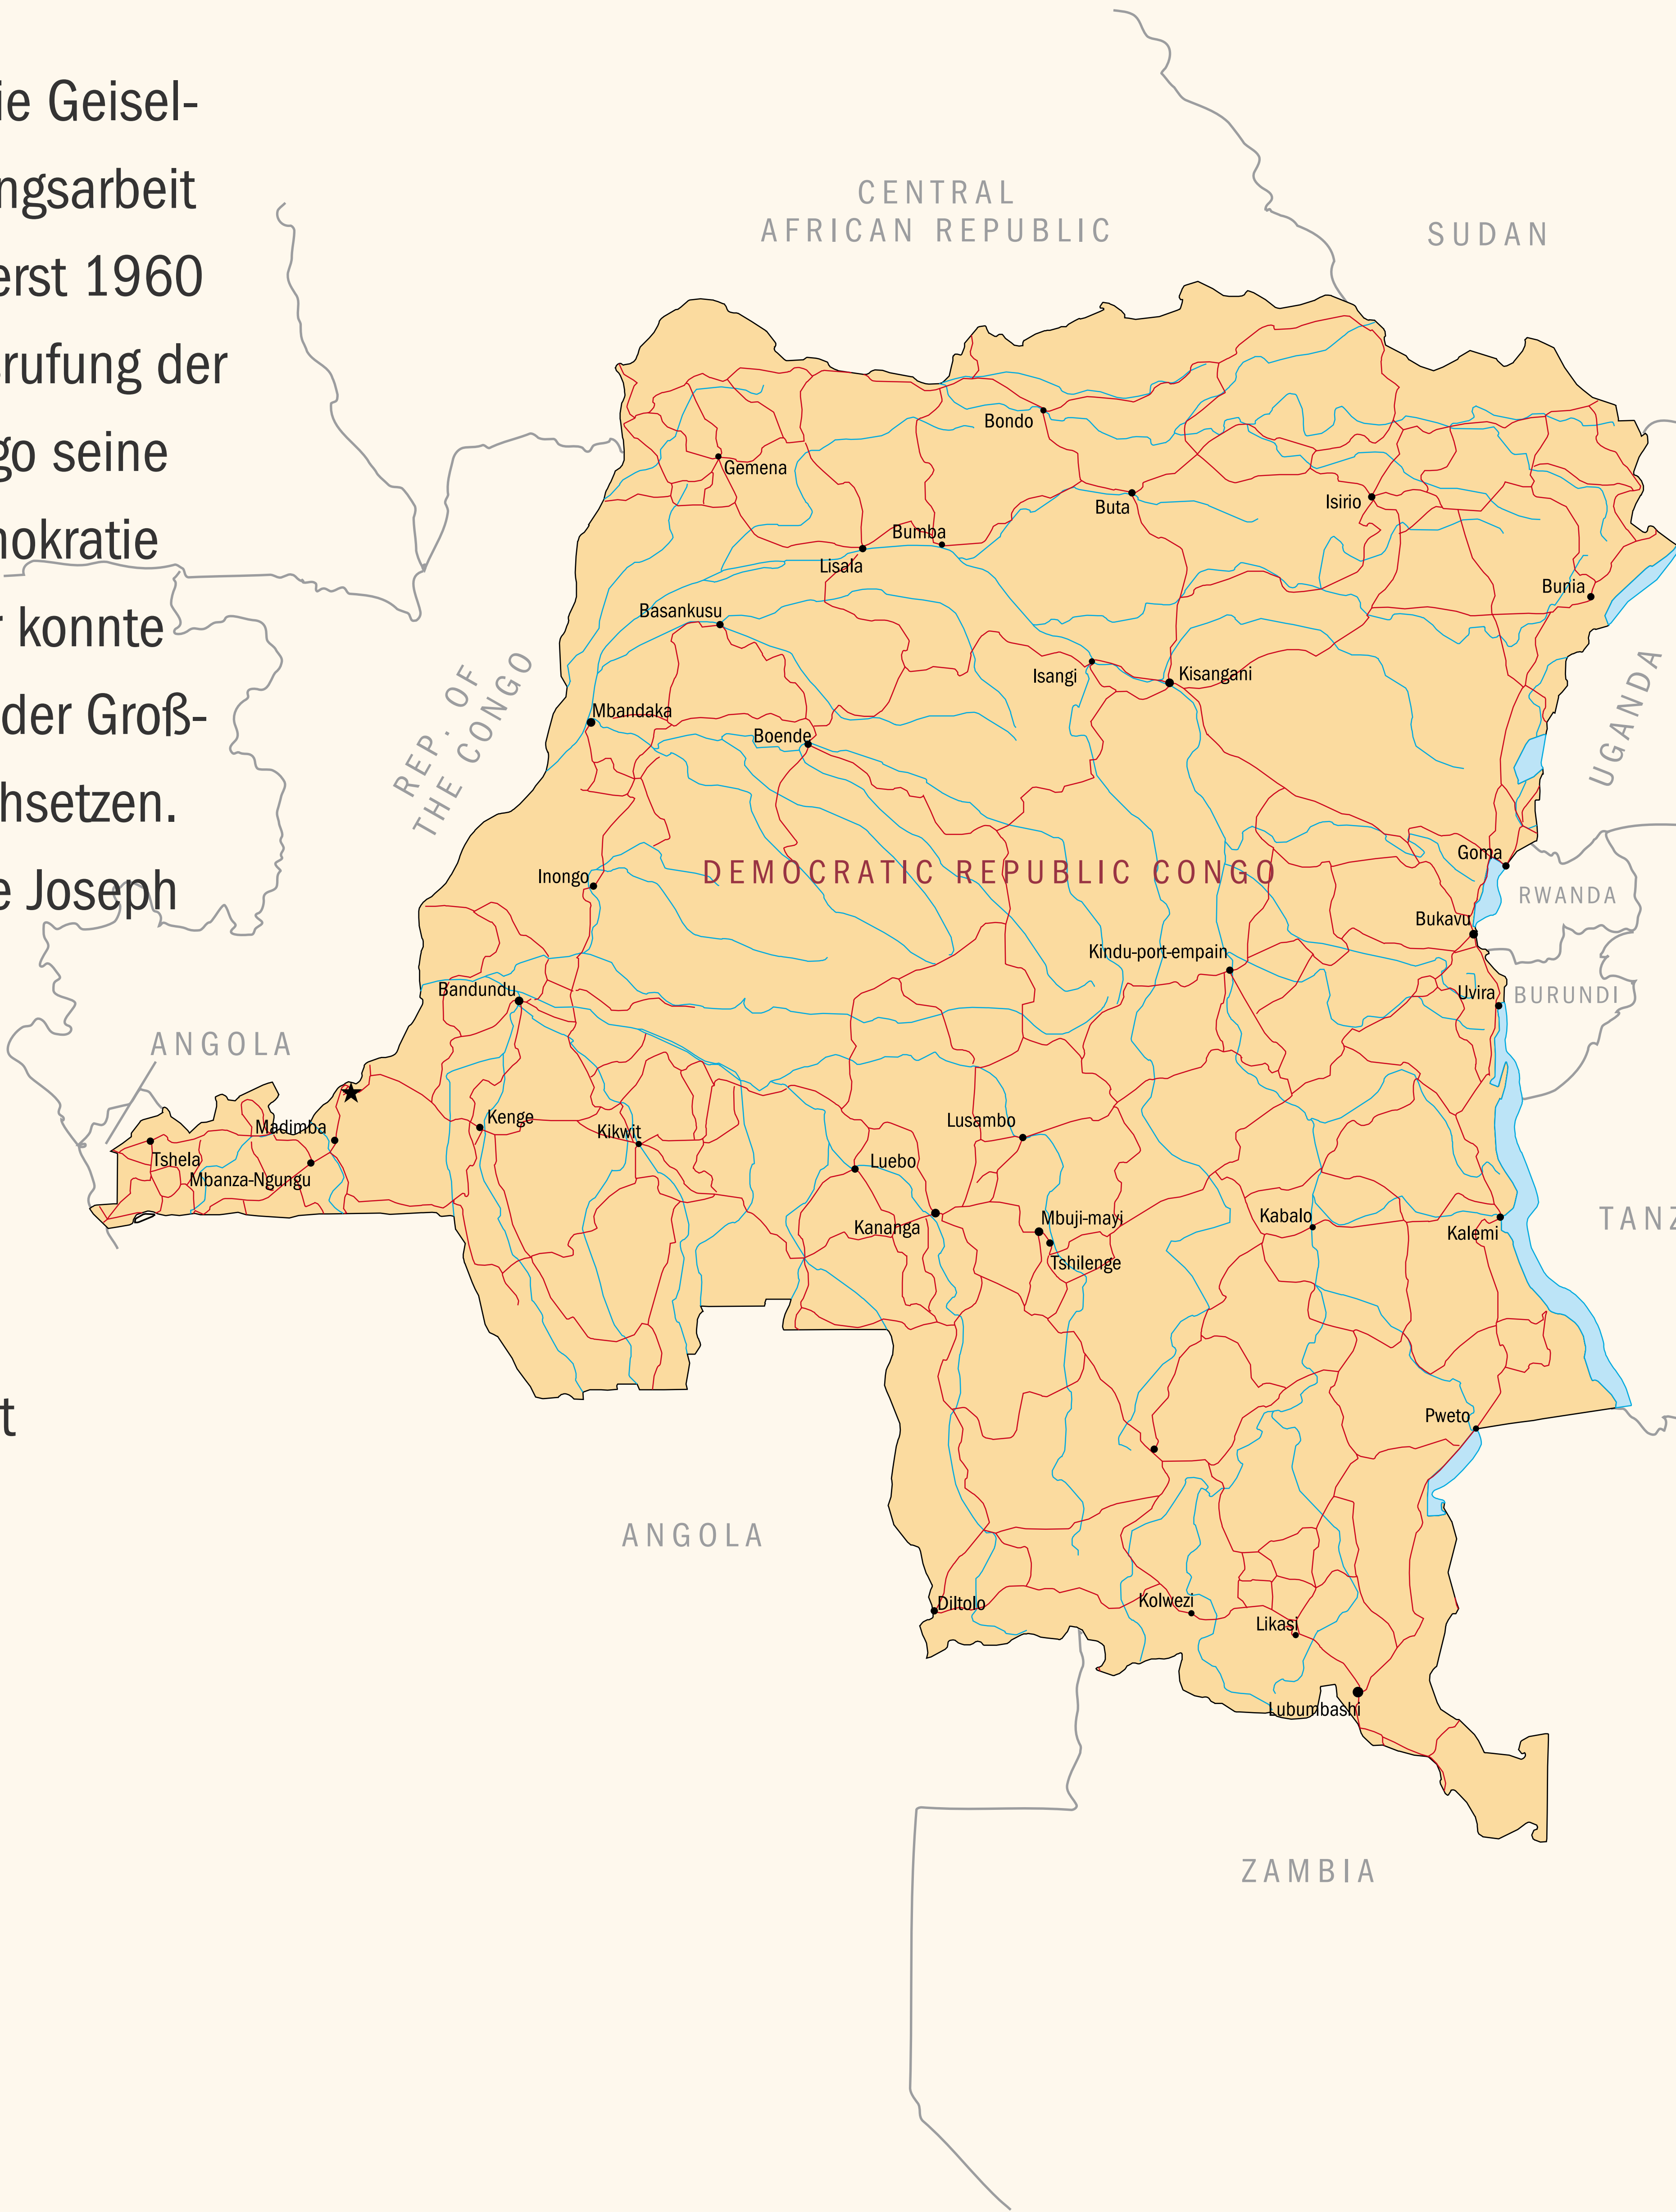 ie Geisel-
ngsarbeit
erst 1960
rufung der
go seine
nokratie
r konnte
der Groß-
hsetzen.
e Joseph
t
CENTRAL
AFRICAN REPUBLIC
SUDAN
REP. OF
THE CONGO
UGANDA
RWANDA
BURUNDI
TANZ
ANGOLA
ANGOLA
ZAMBIA
DEMOCRATIC REPUBLIC CONGO
Bondo
Gemena
Buta
Isirio
Bumba
Lisala
Bunia
Basankusu
Isangi
Kisangani
Mbandaka
Boende
Goma
Inongo
Bukavu
Kindu-port-empain
Bandundu
Uvira
Kenge
Kikwit
Lusambo
Madimba
Tshela
Mbanza-Ngungu
Luebo
Kananga
Mbuji-mayi
Tshilenge
Kabalo
Kalemi
Pweto
Diltolo
Kolwezi
Likasi
Lubumbashi